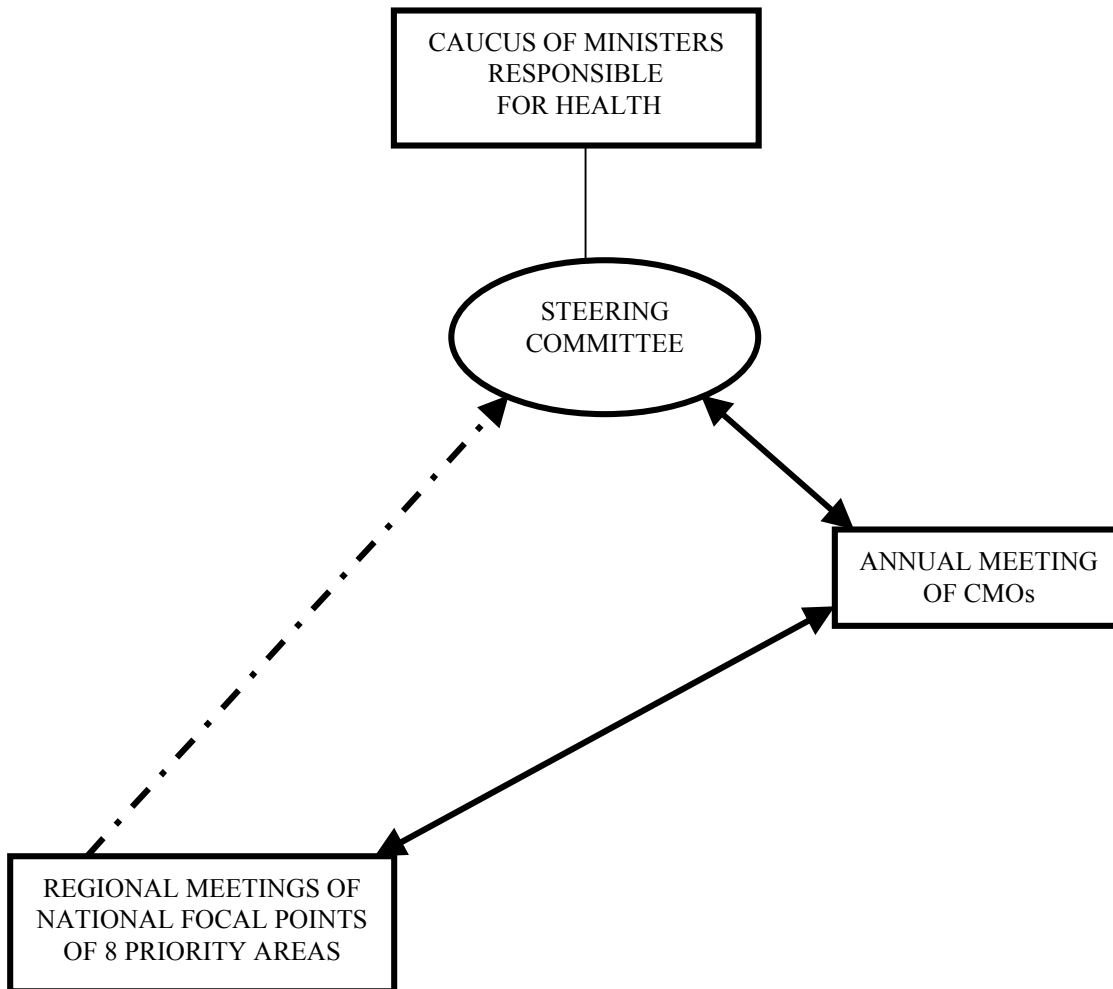 CAUCUS OF MINISTERS
RESPONSIBLE
FOR HEALTH
STEERING
COMMITTEE
ANNUAL MEETING
OF CMOs
REGIONAL MEETINGS OF
NATIONAL FOCAL POINTS
OF 8 PRIORITY AREAS